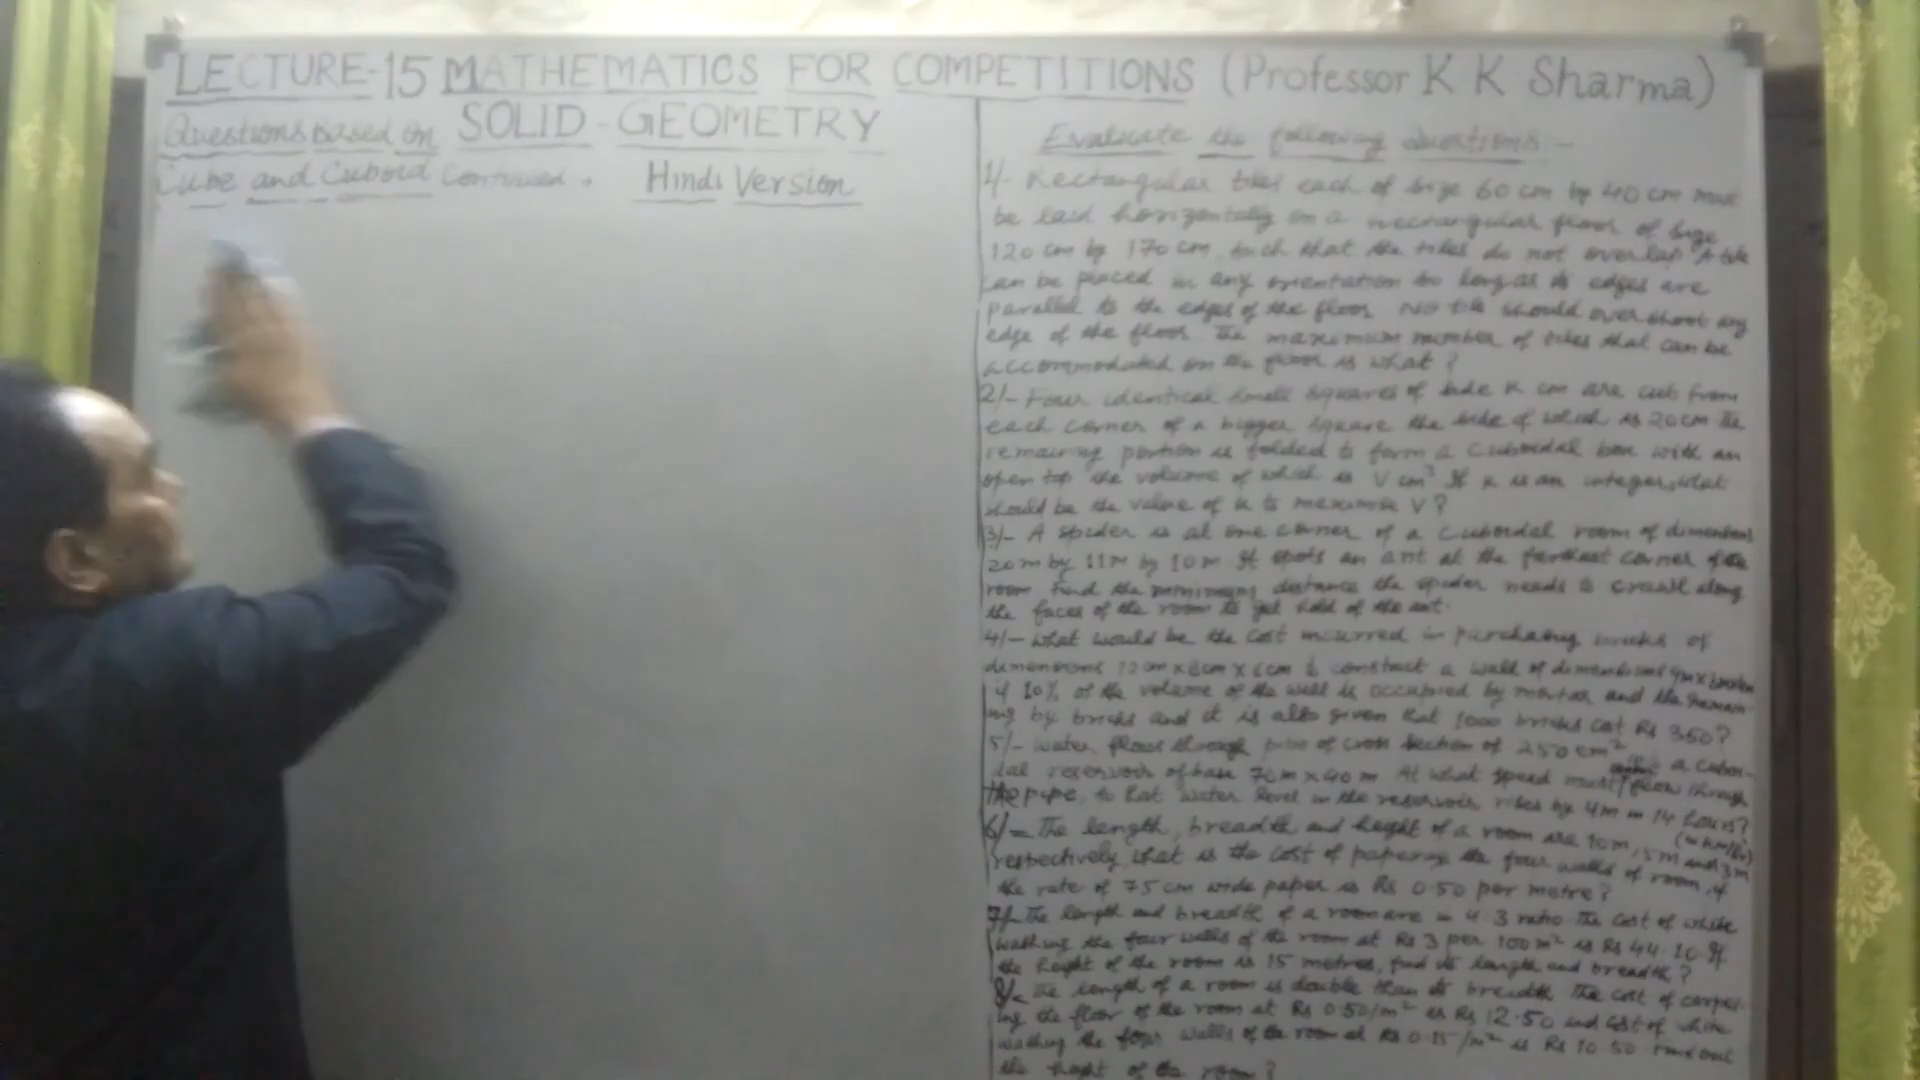 LECTURE-15 MATHEMATICS FOR COMPETITIONS (Professor K K Sharma)
SOLID-GEOMETRY
Questions Based on
Cube and Cuboid Continued.
Hindi Version
Evaluate the following Questions:-
1/- Rectangular tiles each of size 60 cm by 40 cm must
be laid horizontally on a rectangular floor of size
120 cm by 170 cm, such that the tiles do not overlap A tile
can be placed in any orientation so long as its edges are
parallel to the edges of the floor No tile should overshoot any
edge of the floor The maximum number of tiles that can be
accommodated on the floor is what?
2/- Four identical small squares of side x cm are cut from
each corner of a bigger square the side of which is 20 cm The
remaining portion is folded to form a cuboidal box with an
open top the volume of which is V cm³ If x is an integer, what
should be the value of x to maximise V?
3/- A spider is at one corner of a cuboidal room of dimensions
20m by 11m by 10m It spots an ant at the farthest corner of the
room Find the minimum distance the spider needs to crawl along
the faces of the room to get hold of the ant.
4/- What would be the cost incurred in purchasing bricks of
dimensions to construct a wall of dimensions
if 10% of the volume of the wall is occupied by mortar and the remain-
ing by bricks and it is also given that 1000 bricks cost Rs 350?
5/- Water flows through pipe of cross section of 250 cm² into a cuboi-
dal reservoir of base 70m x 40m At what speed must flow through
the pipe, so that water level in the reservoir rises by 4m in 14 hours?
(in km/hr)
6/- The length, breadth and height of a room are 10m, 5m and 3m
respectively, what is the cost of papering the four walls of room, if
the rate of 75 cm wide paper is Rs 0.50 per metre?
7/- The length and breadth of a room are in 4:3 ratio The cost of white
washing the four walls of the room at Rs 3 per 100 m² is Rs 44.10. If
the height of the room is 15 metres, find its length and breadth?
8/- The length of a room is double than its breadth The cost of carpet-
ing the floor of the room at Rs 0.50/m² is Rs 12.50 and cost of white
washing the four walls of the room at Rs 0.15/m² is Rs 10.50 Find out
the height of the room?